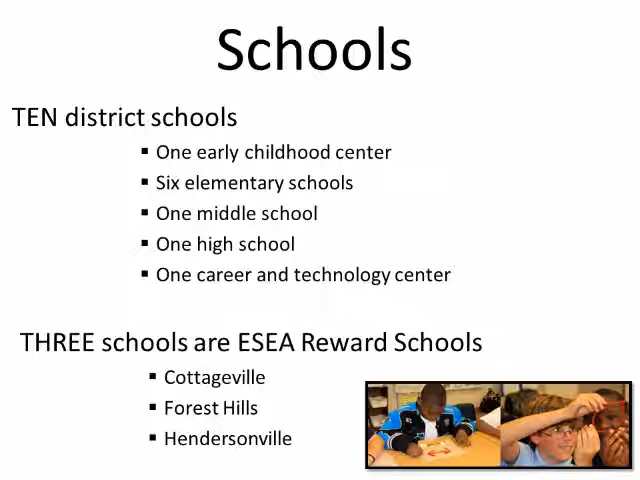 Schools
TEN district schools
▪ One early childhood center
▪ Six elementary schools
▪ One middle school
▪ One high school
▪ One career and technology center
THREE schools are ESEA Reward Schools
▪ Cottageville
▪ Forest Hills
▪ Hendersonville